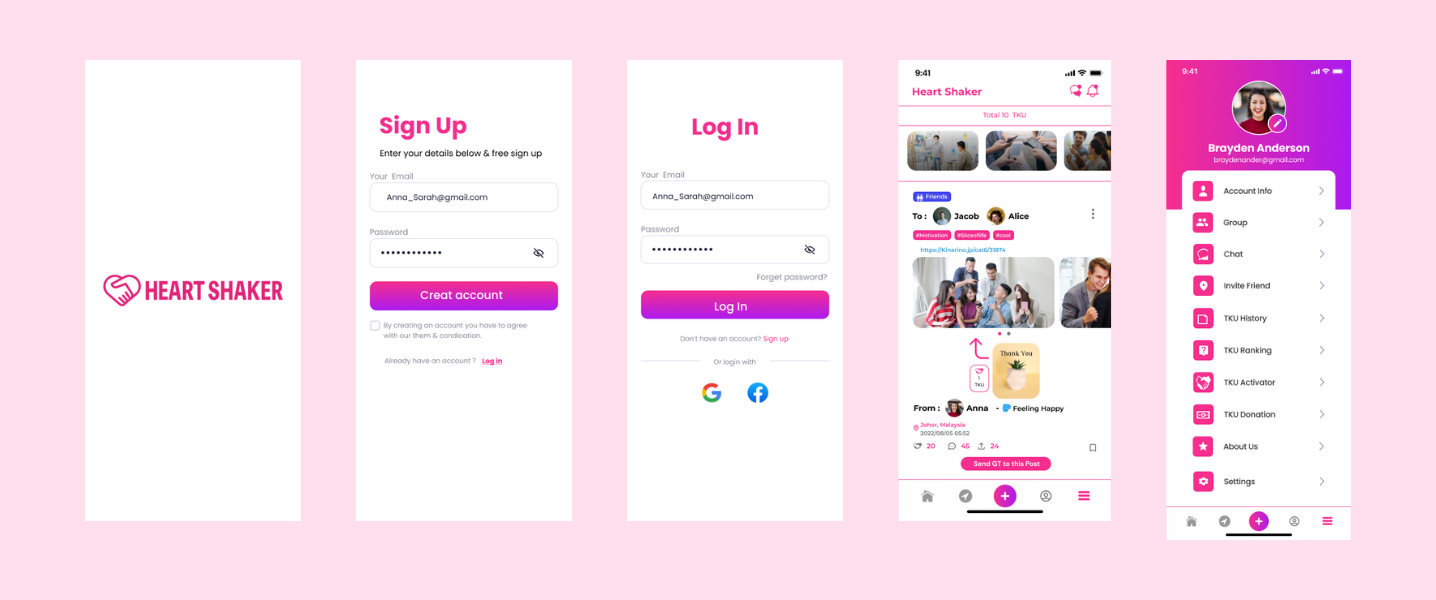 HEART SHAKER
Sign Up
Enter your details below & free sign up
Your Email
Anna_Sarah@gmail.com
Password
Creat account
By creating an account you have to agree
with our them & condication.
Already have an account ? Log in
Log In
Your Email
Anna_Sarah@gmail.com
Password
Forget password?
Log In
Don't have an account? Sign up
Or login with
9:41
Heart Shaker
Total 10 TKU
Friends
To : Jacob Alice
#Motivation #Sliceoflife #cool
https://Kinarino.jp/cat6/31874
Thank You
1
TKU
From : Anna - Feeling Happy
Johor, Malaysia
2022/08/05 05:52
20 45 24
Send GT to this Post
9:41
Brayden Anderson
braydenander@gmail.com
Account Info
Group
Chat
Invite Friend
TKU History
TKU Ranking
TKU Activator
TKU Donation
About Us
Settings